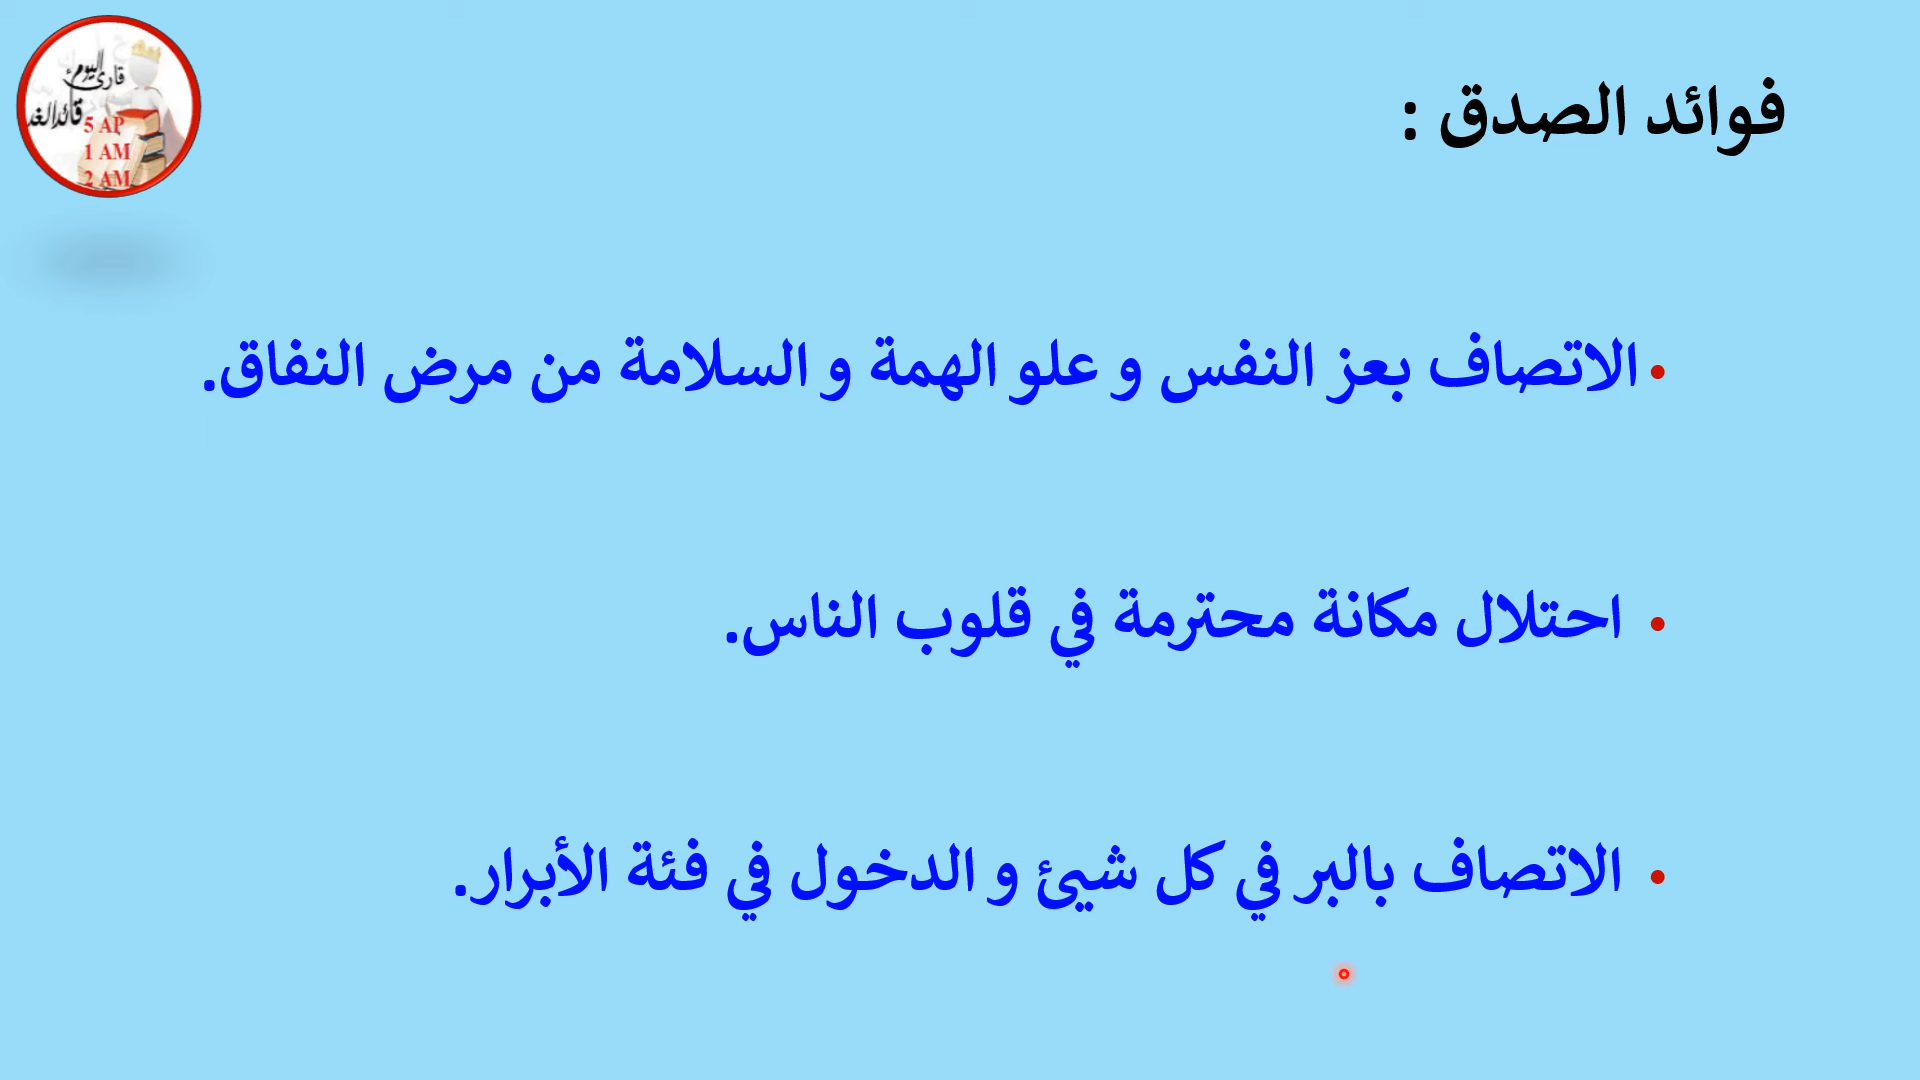 قارئ اليوم
قائد الغد
5 AP
1 AM
2 AM
فوائد الصدق :
• الاتصاف بعز النفس و علو الهمة و السلامة من مرض النفاق.
• احتلال مكانة محترمة في قلوب الناس.
• الاتصاف بالبر في كل شيئ و الدخول في فئة الأبرار.